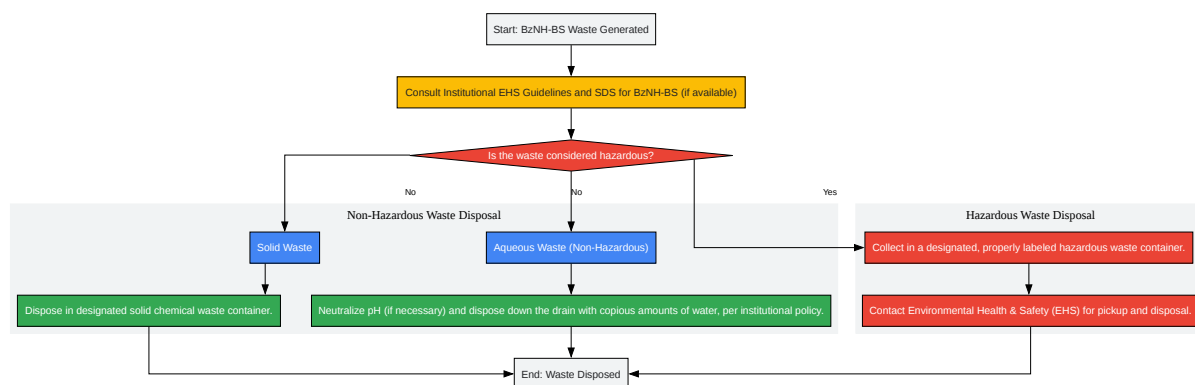 Start: BzNH-BS Waste Generated
Consult Institutional EHS Guidelines and SDS for BzNH-BS (if available)
Is the waste considered hazardous?
No
No
Yes
Non-Hazardous Waste Disposal
Hazardous Waste Disposal
Solid Waste
Aqueous Waste (Non-Hazardous)
Collect in a designated, properly labeled hazardous waste container.
Dispose in designated solid chemical waste container.
Neutralize pH (if necessary) and dispose down the drain with copious amounts of water, per institutional policy.
Contact Environmental Health & Safety (EHS) for pickup and disposal.
End: Waste Disposed